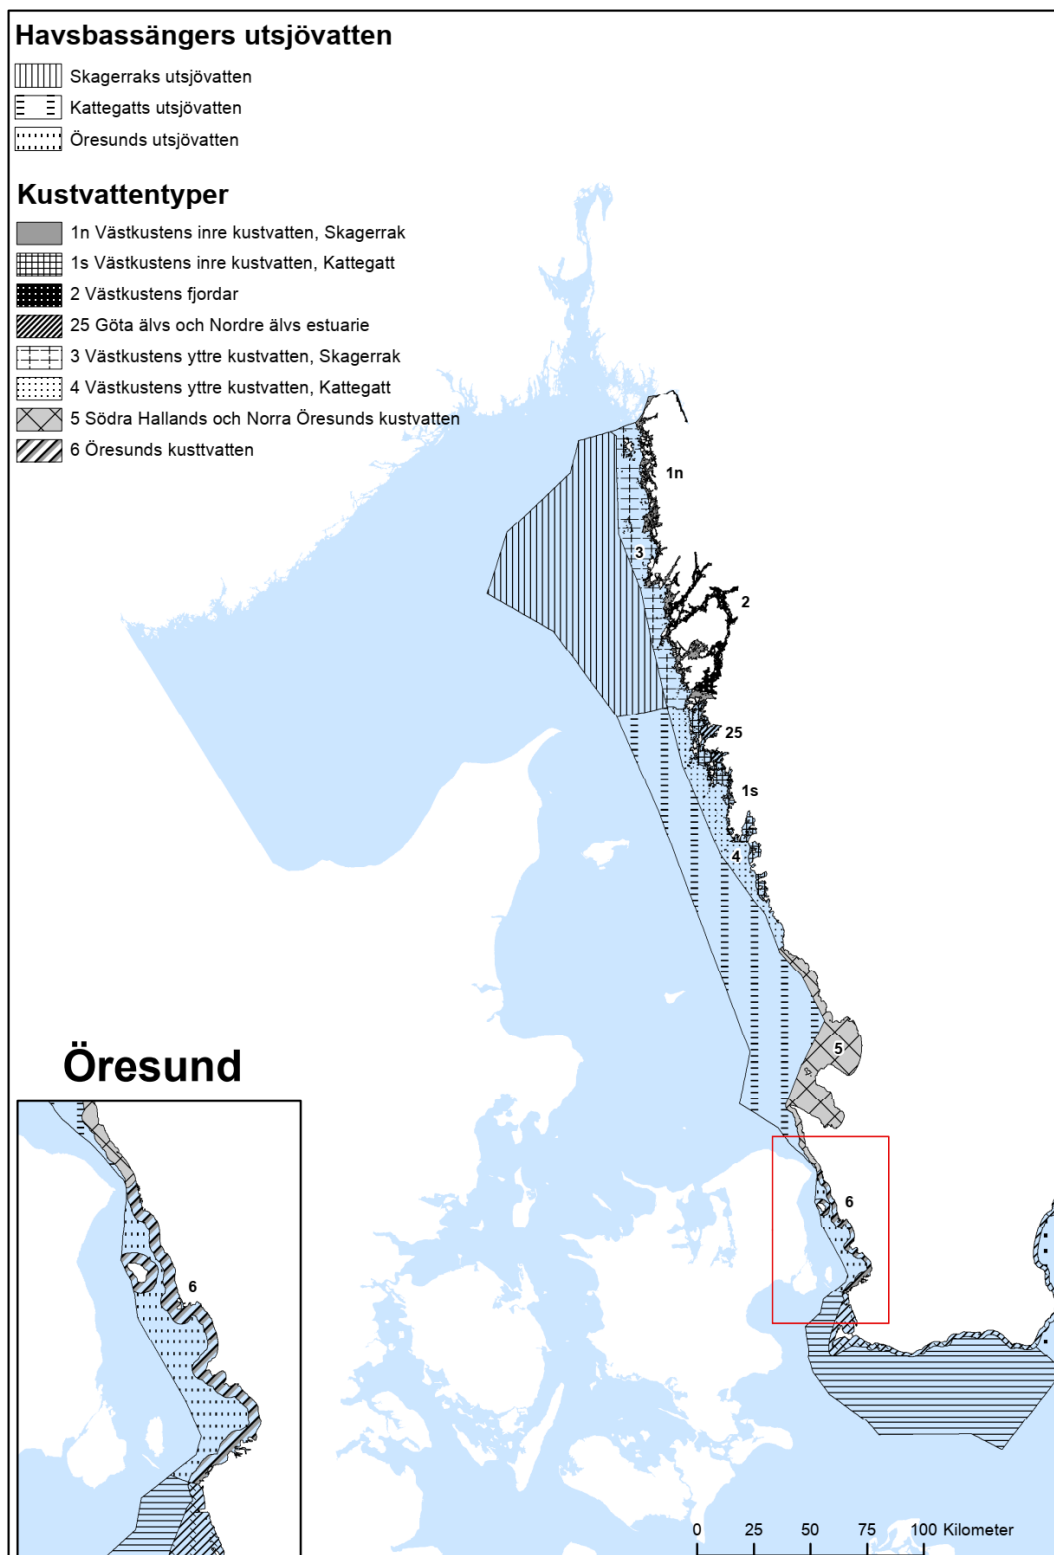 Havsbassängers utsjövatten
Skagerraks utsjövatten
Kattegatts utsjövatten
Öresunds utsjövatten
Kustvattentyper
1n Västkustens inre kustvatten, Skagerrak
1s Västkustens inre kustvatten, Kattegatt
2 Västkustens fjordar
25 Göta älvs och Nordre älvs estuarie
3 Västkustens yttre kustvatten, Skagerrak
4 Västkustens yttre kustvatten, Kattegatt
5 Södra Hallands och Norra Öresunds kustvatten
6 Öresunds kusttvatten
1n
3
2
25
1s
4
5
6
Öresund
6
0 25 50 75 100 Kilometer